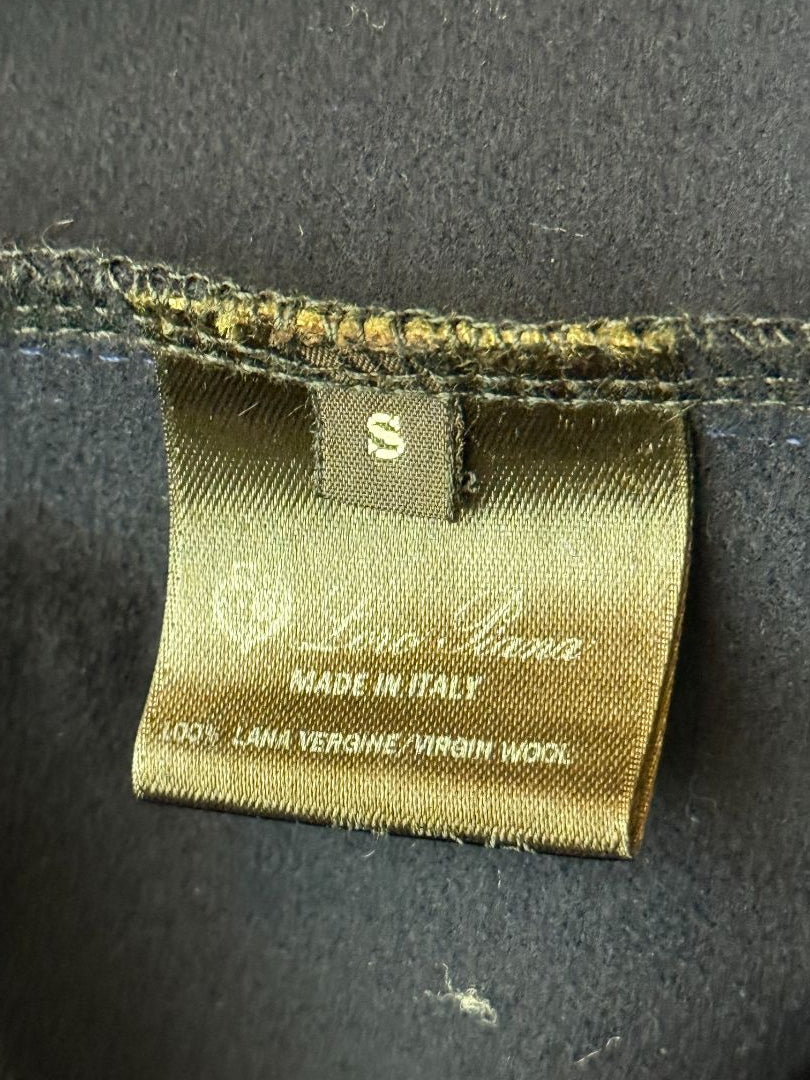 S
Loro Piana
MADE IN ITALY
100% LANA VERGINE/VIRGIN WOOL